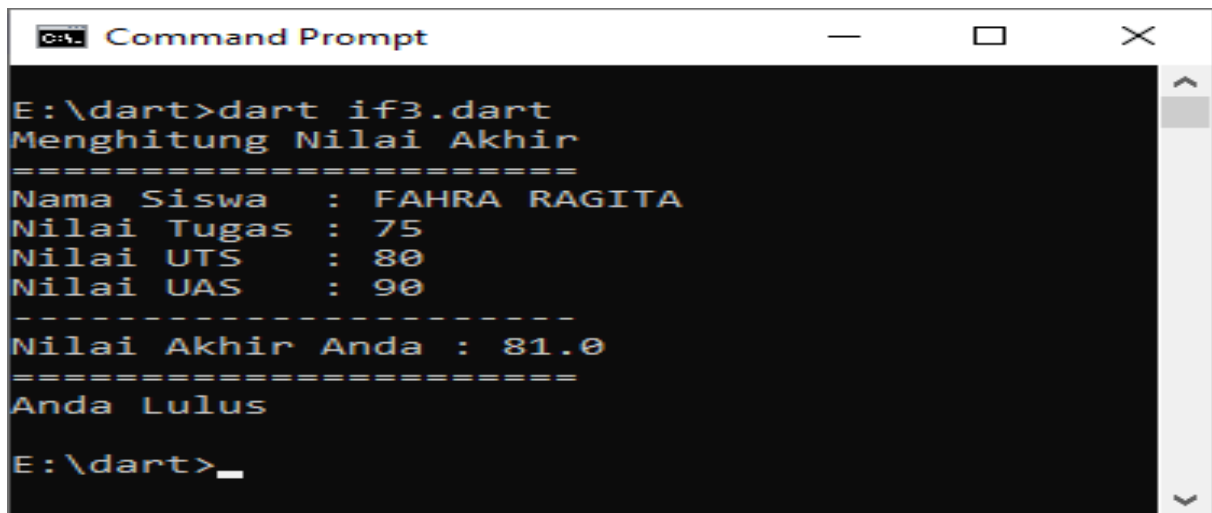 Command Prompt
E:\dart>dart if3.dart
Menghitung Nilai Akhir
=======================
Nama Siswa  : FAHRA RAGITA
Nilai Tugas : 75
Nilai UTS   : 80
Nilai UAS   : 90
-----------------------
Nilai Akhir Anda : 81.0
=======================
Anda Lulus
E:\dart>_